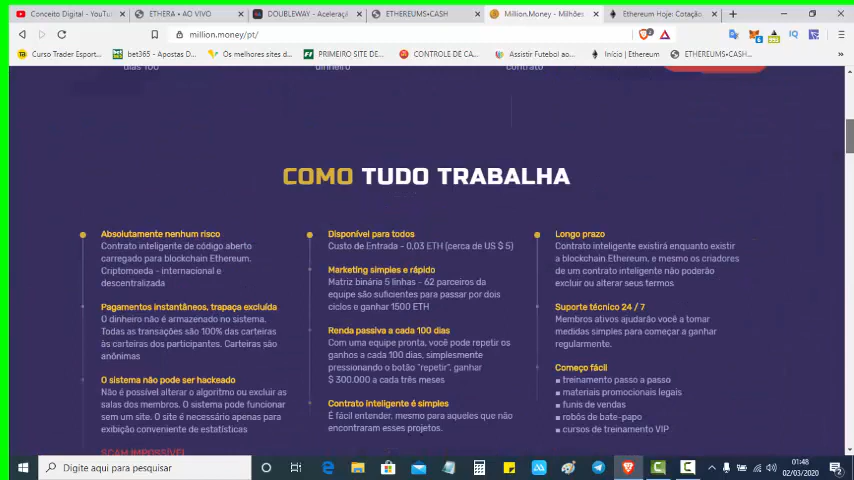 Conceito Digital - YouTu
ETHERA • AO VIVO
DOUBLEWAY - Aceleraçã
ETHEREUMS•CASH
Million.Money - Milhões
Ethereum Hoje: Cotação
million.money/pt/
Curso Trader Esport...
bet365 - Apostas D...
Os melhores sites d...
PRIMEIRO SITE DE...
CONTROLE DE CA...
Assistir Futebol ao...
Início | Ethereum
ETHEREUMS•CASH...
dias 100
dinheiro
contrato
COMO TUDO TRABALHA
Absolutamente nenhum risco
Contrato inteligente de código aberto
carregado para blockchain Ethereum.
Criptomoeda - internacional e
descentralizada
Pagamentos instantâneos, trapaça excluída
O dinheiro não é armazenado no sistema.
Todas as transações são 100% das carteiras
às carteiras dos participantes. Carteiras são
anônimas
O sistema não pode ser hackeado
Não é possível alterar o algoritmo ou excluir as
salas dos membros. O sistema pode funcionar
sem um site. O site é necessário apenas para
exibição conveniente de estatísticas
SCAM IMPOSSÍVEL
Disponível para todos
Custo de Entrada - 0,03 ETH (cerca de US $ 5)
Marketing simples e rápido
Matriz binária 5 linhas - 62 parceiros da
equipe são suficientes para passar por dois
ciclos e ganhar 1500 ETH
Renda passiva a cada 100 dias
Com uma equipe pronta, você pode repetir os
ganhos a cada 100 dias, simplesmente
pressionando o botão "repetir", ganhar
$ 300.000 a cada três meses
Contrato inteligente é simples
É fácil entender, mesmo para aqueles que não
encontraram esses projetos.
Longo prazo
Contrato inteligente existirá enquanto existir
a blockchain Ethereum, e mesmo os criadores
de um contrato inteligente não poderão
excluir ou alterar seus termos
Suporte técnico 24 / 7
Membros ativos ajudarão você a tomar
medidas simples para começar a ganhar
regularmente.
Começo fácil
treinamento passo a passo
materiais promocionais legais
funis de vendas
robôs de bate-papo
cursos de treinamento VIP
Digite aqui para pesquisar
01:48
02/03/2020